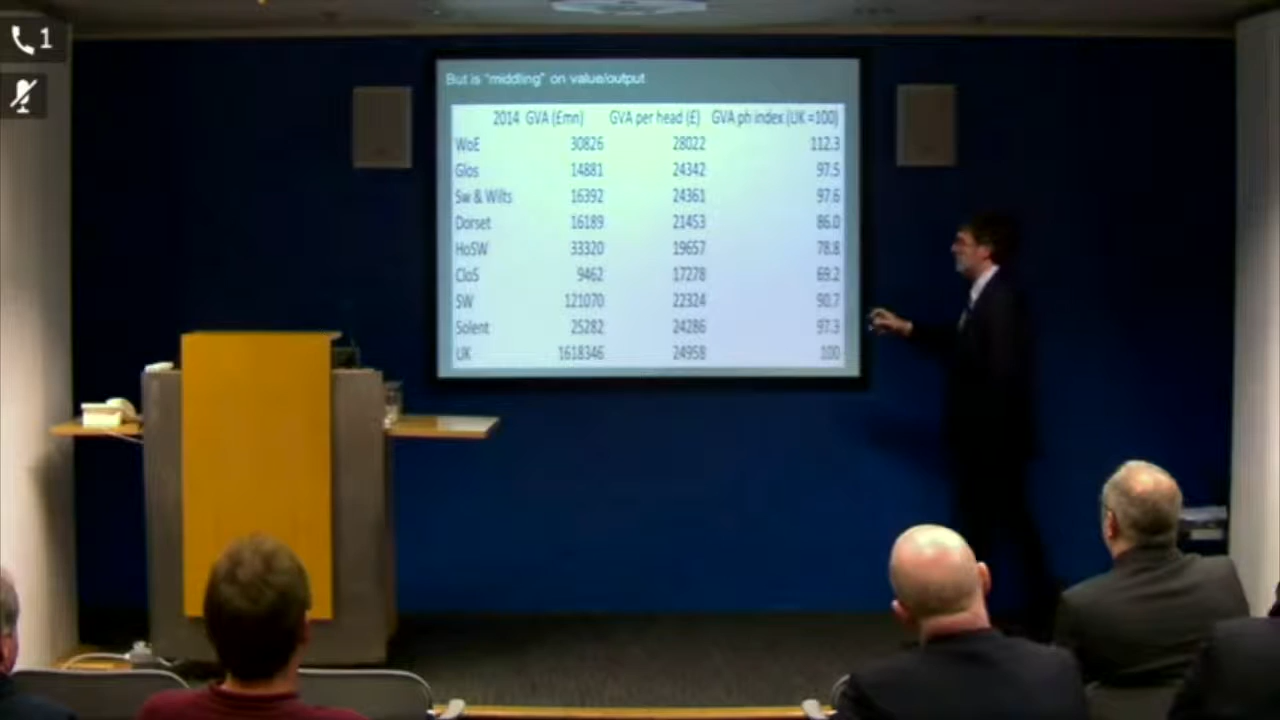 1
But is "middling" on value/output
2014 GVA (£mn) GVA per head (£) GVA ph index (UK =100)
WoE 30826 28022 112.3
Glos 14881 24342 97.5
Sw & Wilts 16392 24361 97.6
Dorset 16189 21453 86.0
HoSW 33320 19657 78.8
CIoS 9462 17278 69.2
SW 121070 22324 90.7
Solent 25282 24286 97.3
UK 1618346 24958 100